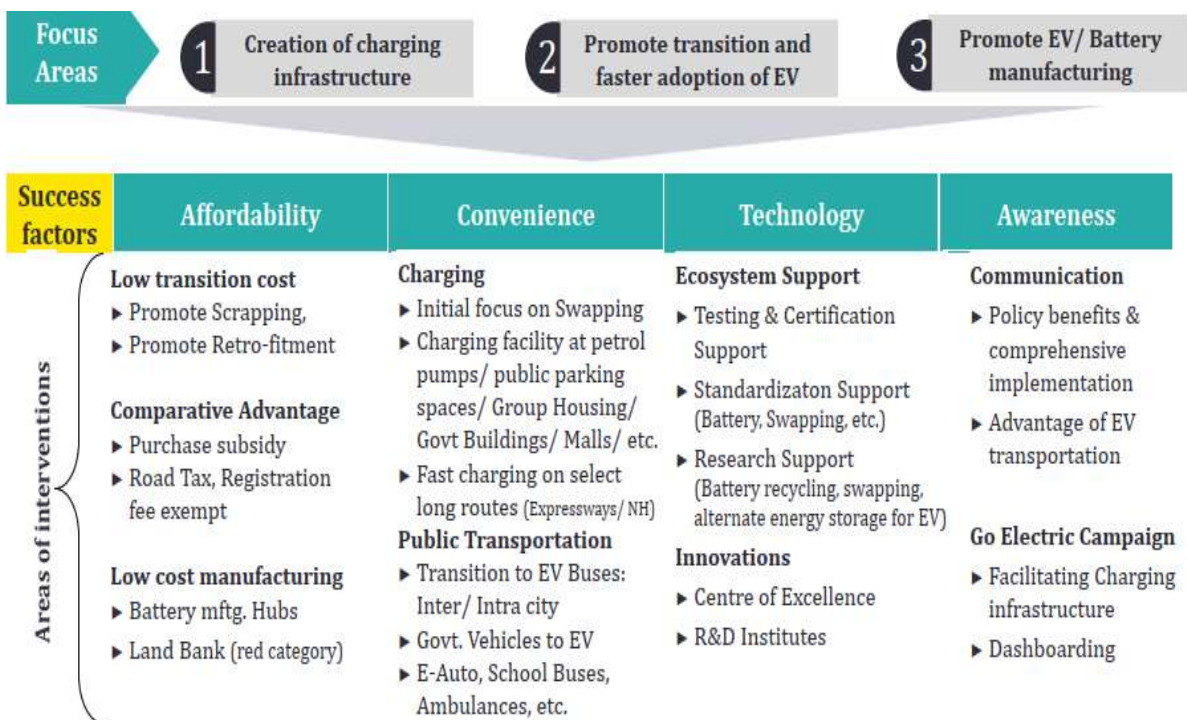 Focus
Areas
1
Creation of charging
infrastructure
2
Promote transition and
faster adoption of EV
3
Promote EV/ Battery
manufacturing
Success
factors
Affordability
Convenience
Technology
Awareness
Areas of interventions
Low transition cost
▸ Promote Scrapping,
▸ Promote Retro-fitment
Comparative Advantage
▸ Purchase subsidy
▸ Road Tax, Registration
fee exempt
Low cost manufacturing
▸ Battery mftg. Hubs
▸ Land Bank (red category)
Charging
▸ Initial focus on Swapping
▸ Charging facility at petrol
pumps/ public parking
spaces/ Group Housing/
Govt Buildings/ Malls/ etc.
▸ Fast charging on select
long routes (Expressways/ NH)
Public Transportation
▸ Transition to EV Buses:
Inter/ Intra city
▸ Govt. Vehicles to EV
▸ E-Auto, School Buses,
Ambulances, etc.
Ecosystem Support
▸ Testing & Certification
Support
▸ Standardizaton Support
(Battery, Swapping, etc.)
▸ Research Support
(Battery recycling, swapping,
alternate energy storage for EV)
Innovations
▸ Centre of Excellence
▸ R&D Institutes
Communication
▸ Policy benefits &
comprehensive
implementation
▸ Advantage of EV
transportation
Go Electric Campaign
▸ Facilitating Charging
infrastructure
▸ Dashboarding